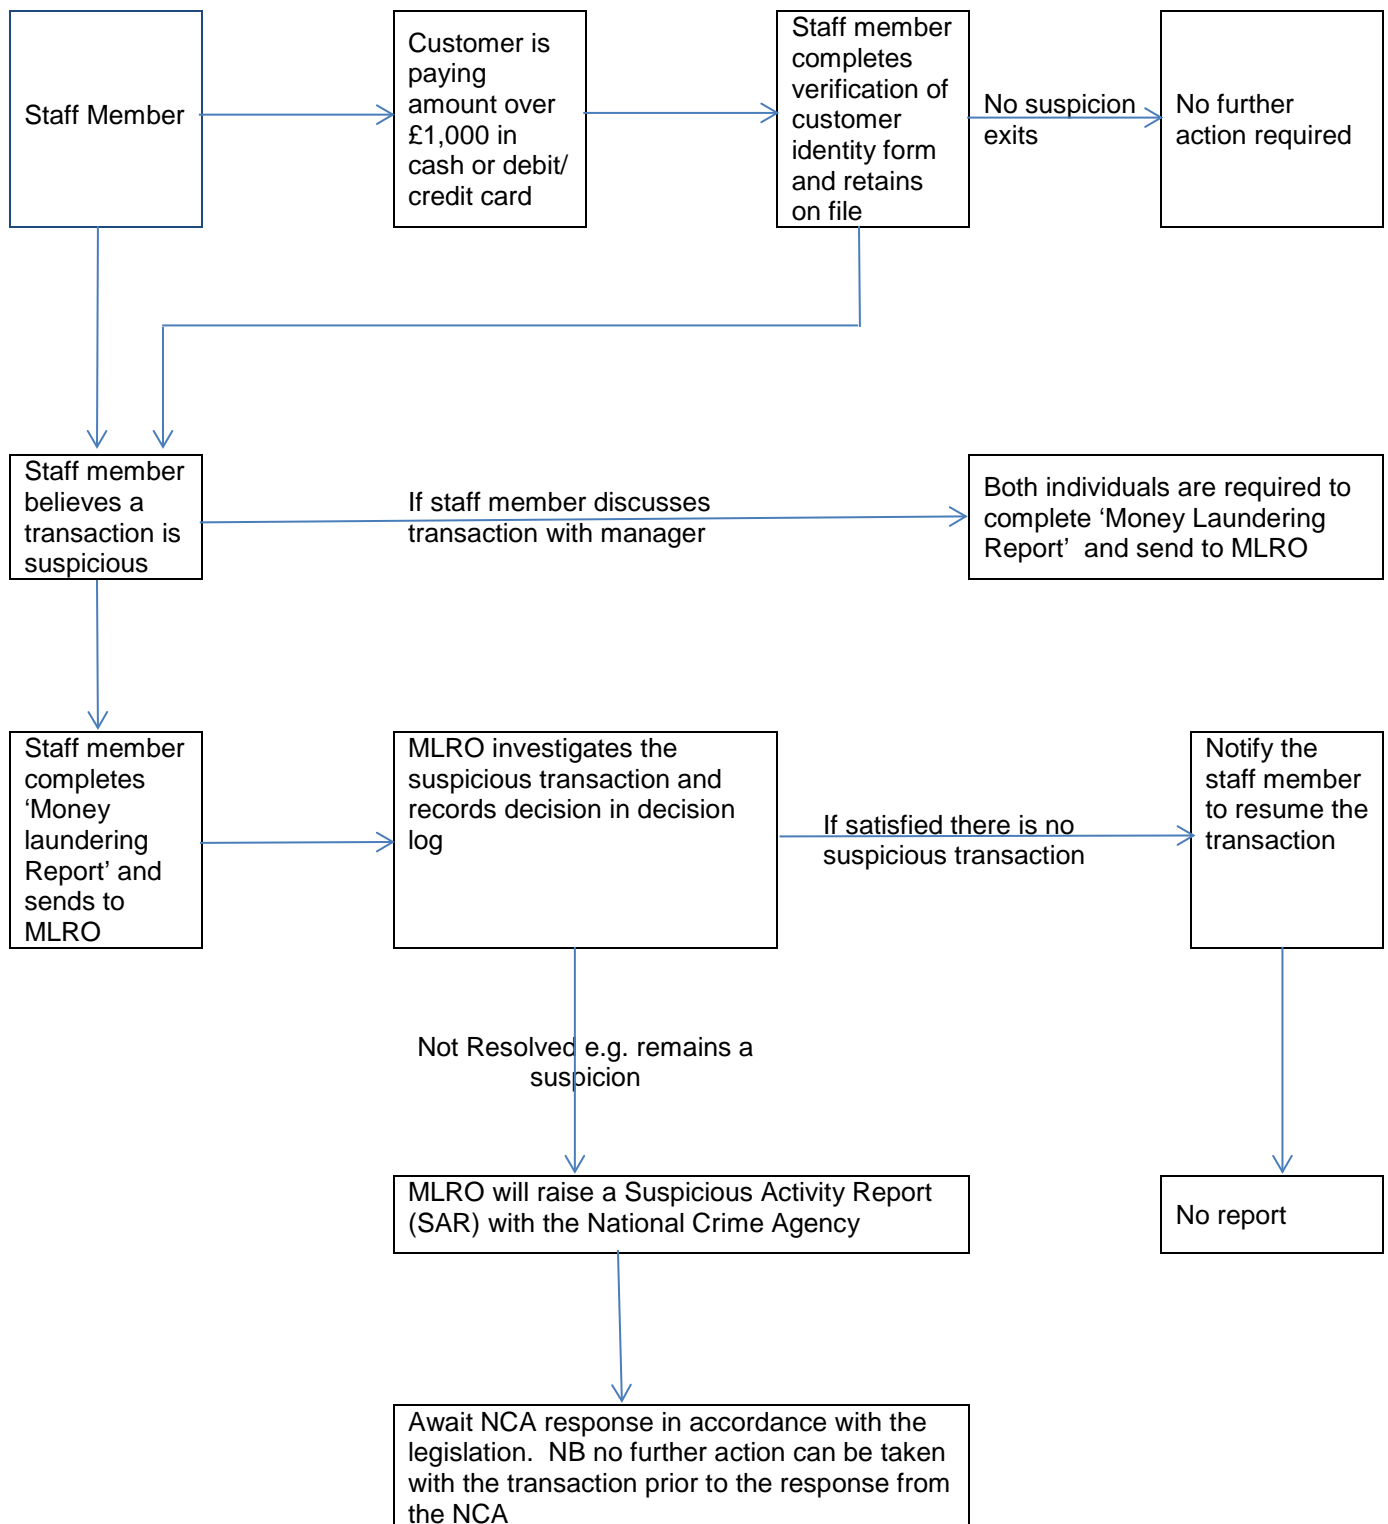 Staff Member
Customer is
paying
amount over
£1,000 in
cash or debit/
credit card
Staff member
completes
verification of
customer
identity form
and retains
on file
No suspicion
exits
No further
action required
Staff member
believes a
transaction is
suspicious
If staff member discusses
transaction with manager
Both individuals are required to
complete ‘Money Laundering
Report’  and send to MLRO
Staff member
completes
‘Money
laundering
Report’ and
sends to
MLRO
MLRO investigates the
suspicious transaction and
records decision in decision
log
If satisfied there is no
suspicious transaction
Notify the
staff member
to resume the
transaction
Not Resolved e.g. remains a
suspicion
MLRO will raise a Suspicious Activity Report
(SAR) with the National Crime Agency
No report
Await NCA response in accordance with the
legislation.  NB no further action can be taken
with the transaction prior to the response from
the NCA